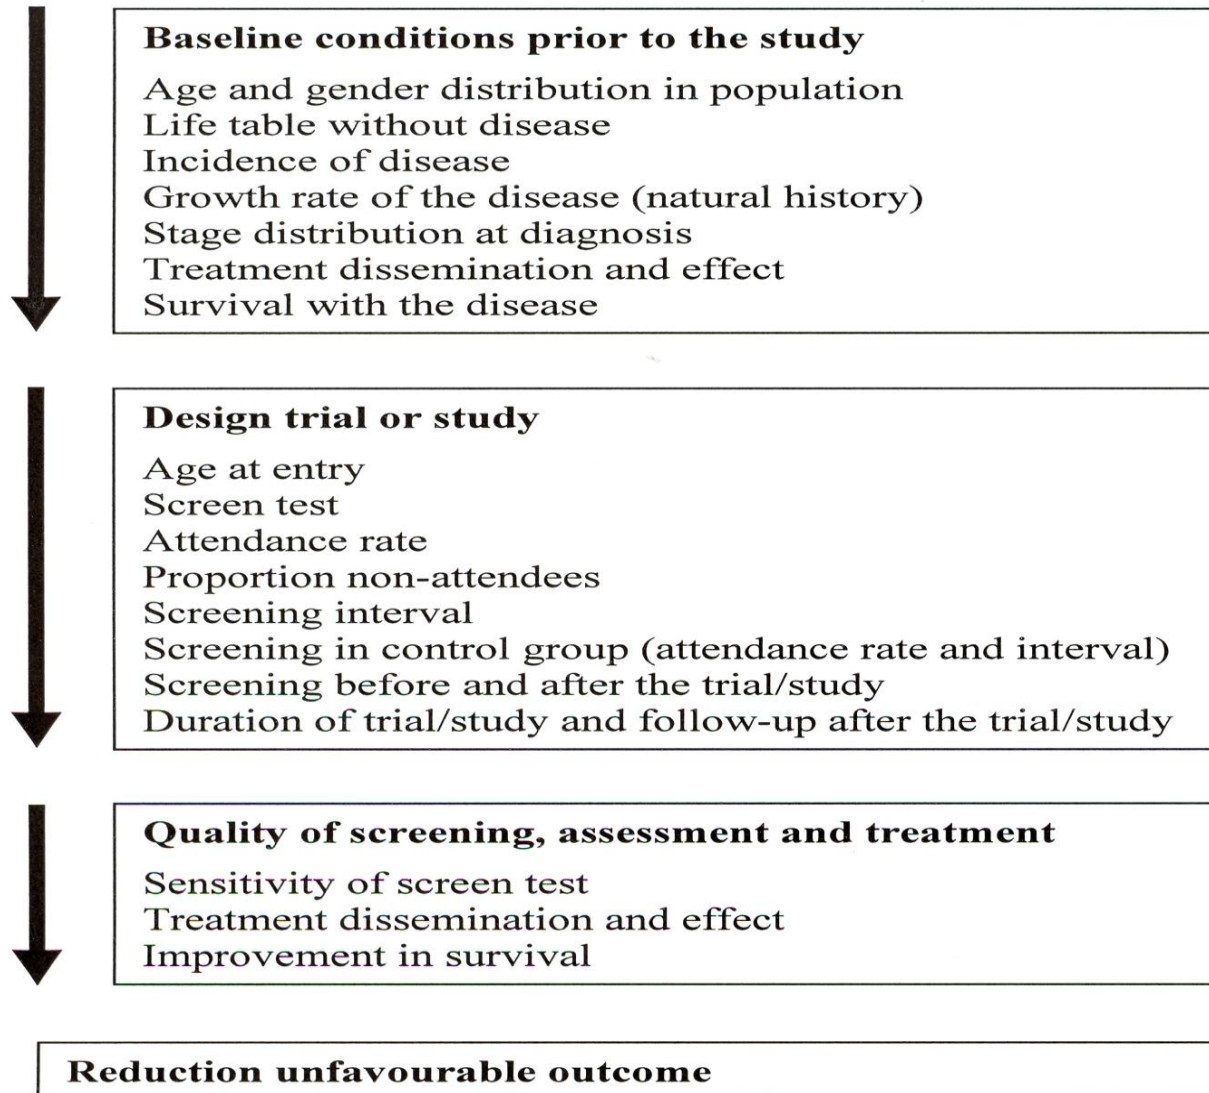 Baseline conditions prior to the study
Age and gender distribution in population
Life table without disease
Incidence of disease
Growth rate of the disease (natural history)
Stage distribution at diagnosis
Treatment dissemination and effect
Survival with the disease
Design trial or study
Age at entry
Screen test
Attendance rate
Proportion non-attendees
Screening interval
Screening in control group (attendance rate and interval)
Screening before and after the trial/study
Duration of trial/study and follow-up after the trial/study
Quality of screening, assessment and treatment
Sensitivity of screen test
Treatment dissemination and effect
Improvement in survival
Reduction unfavourable outcome